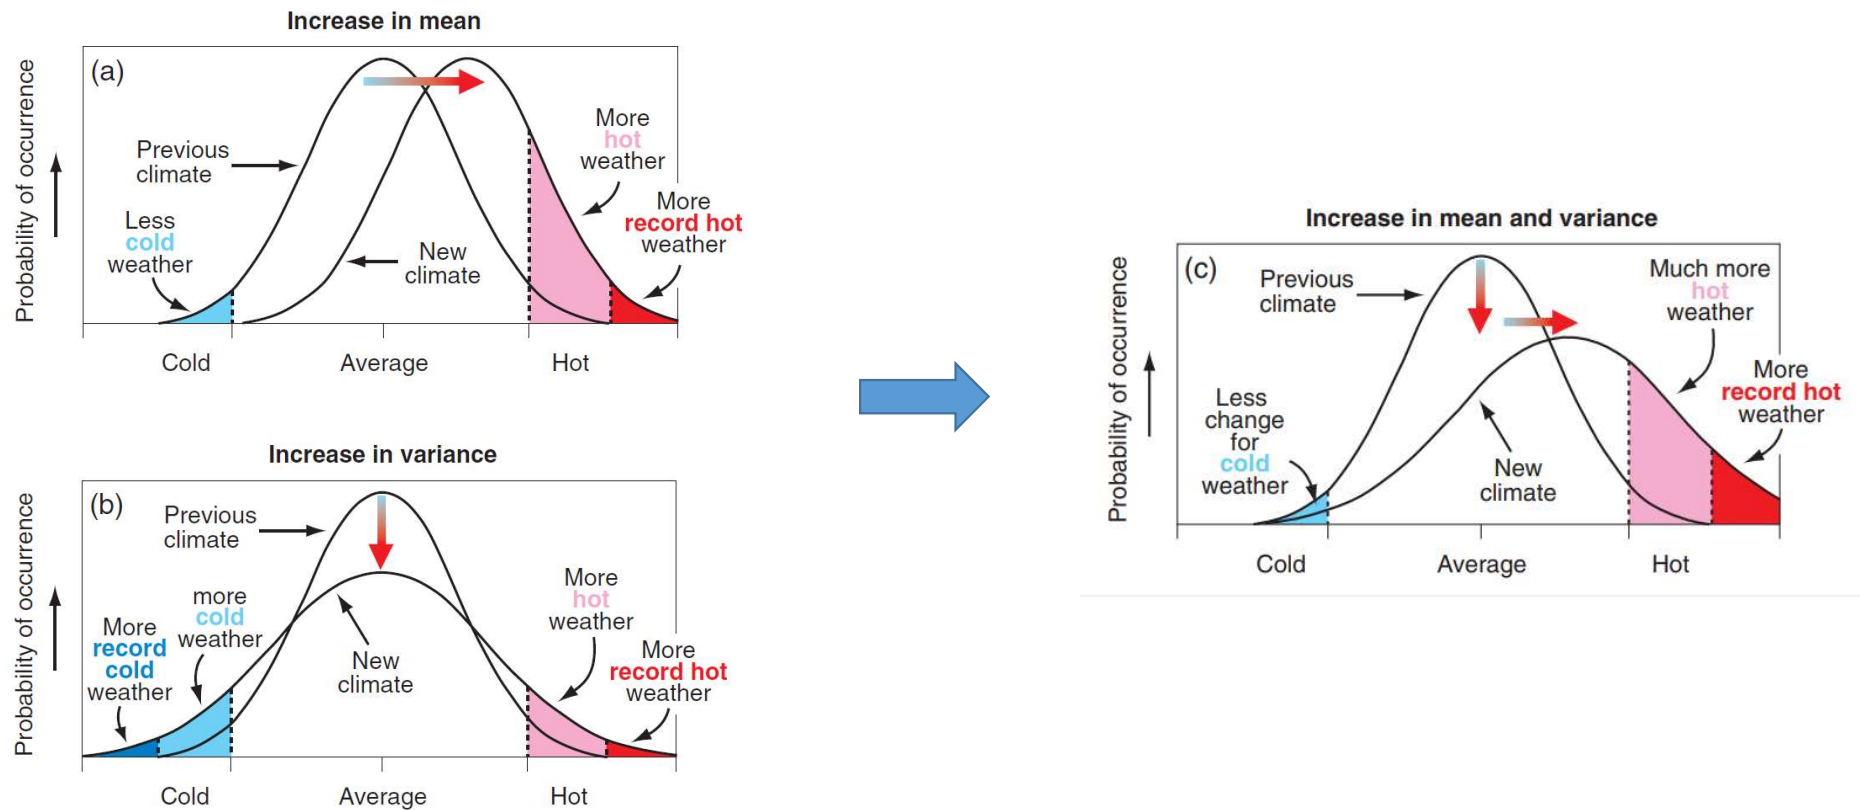 Increase in mean
(a)
Probability of occurrence
Previous
climate
Less
cold
weather
New
climate
More
hot
weather
More
record hot
weather
Cold
Average
Hot
Increase in variance
(b)
Probability of occurrence
Previous
climate
more
cold
weather
More
record
cold
weather
New
climate
More
hot
weather
More
record hot
weather
Cold
Average
Hot
Increase in mean and variance
(c)
Probability of occurrence
Previous
climate
Less
change
for
cold
weather
New
climate
Much more
hot
weather
More
record hot
weather
Cold
Average
Hot